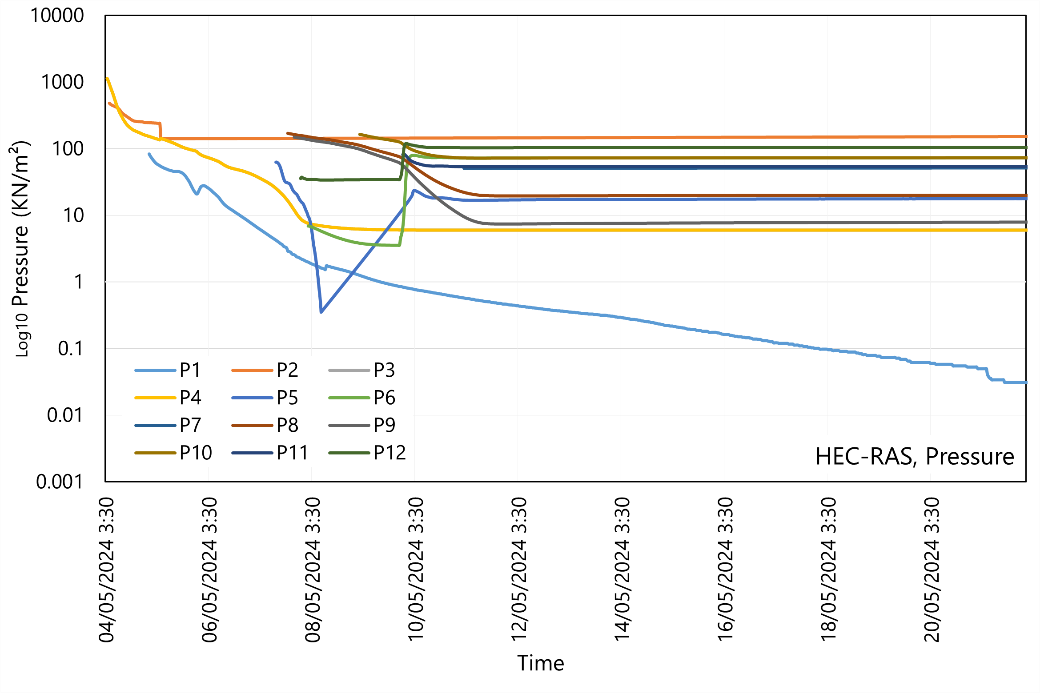 10000
1000
100
10
1
0.1
0.01
0.001
Log10 Pressure (KN/m²)
P1 P2 P3
P4 P5 P6
P7 P8 P9
P10 P11 P12
HEC-RAS, Pressure
04/05/2024 3:30
06/05/2024 3:30
08/05/2024 3:30
10/05/2024 3:30
12/05/2024 3:30
14/05/2024 3:30
16/05/2024 3:30
18/05/2024 3:30
20/05/2024 3:30
Time